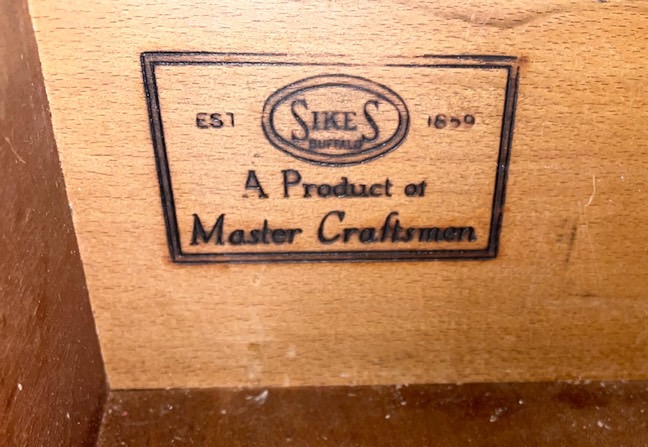 EST SIKES 1859
BUFFALO
A Product of
Master Craftsmen